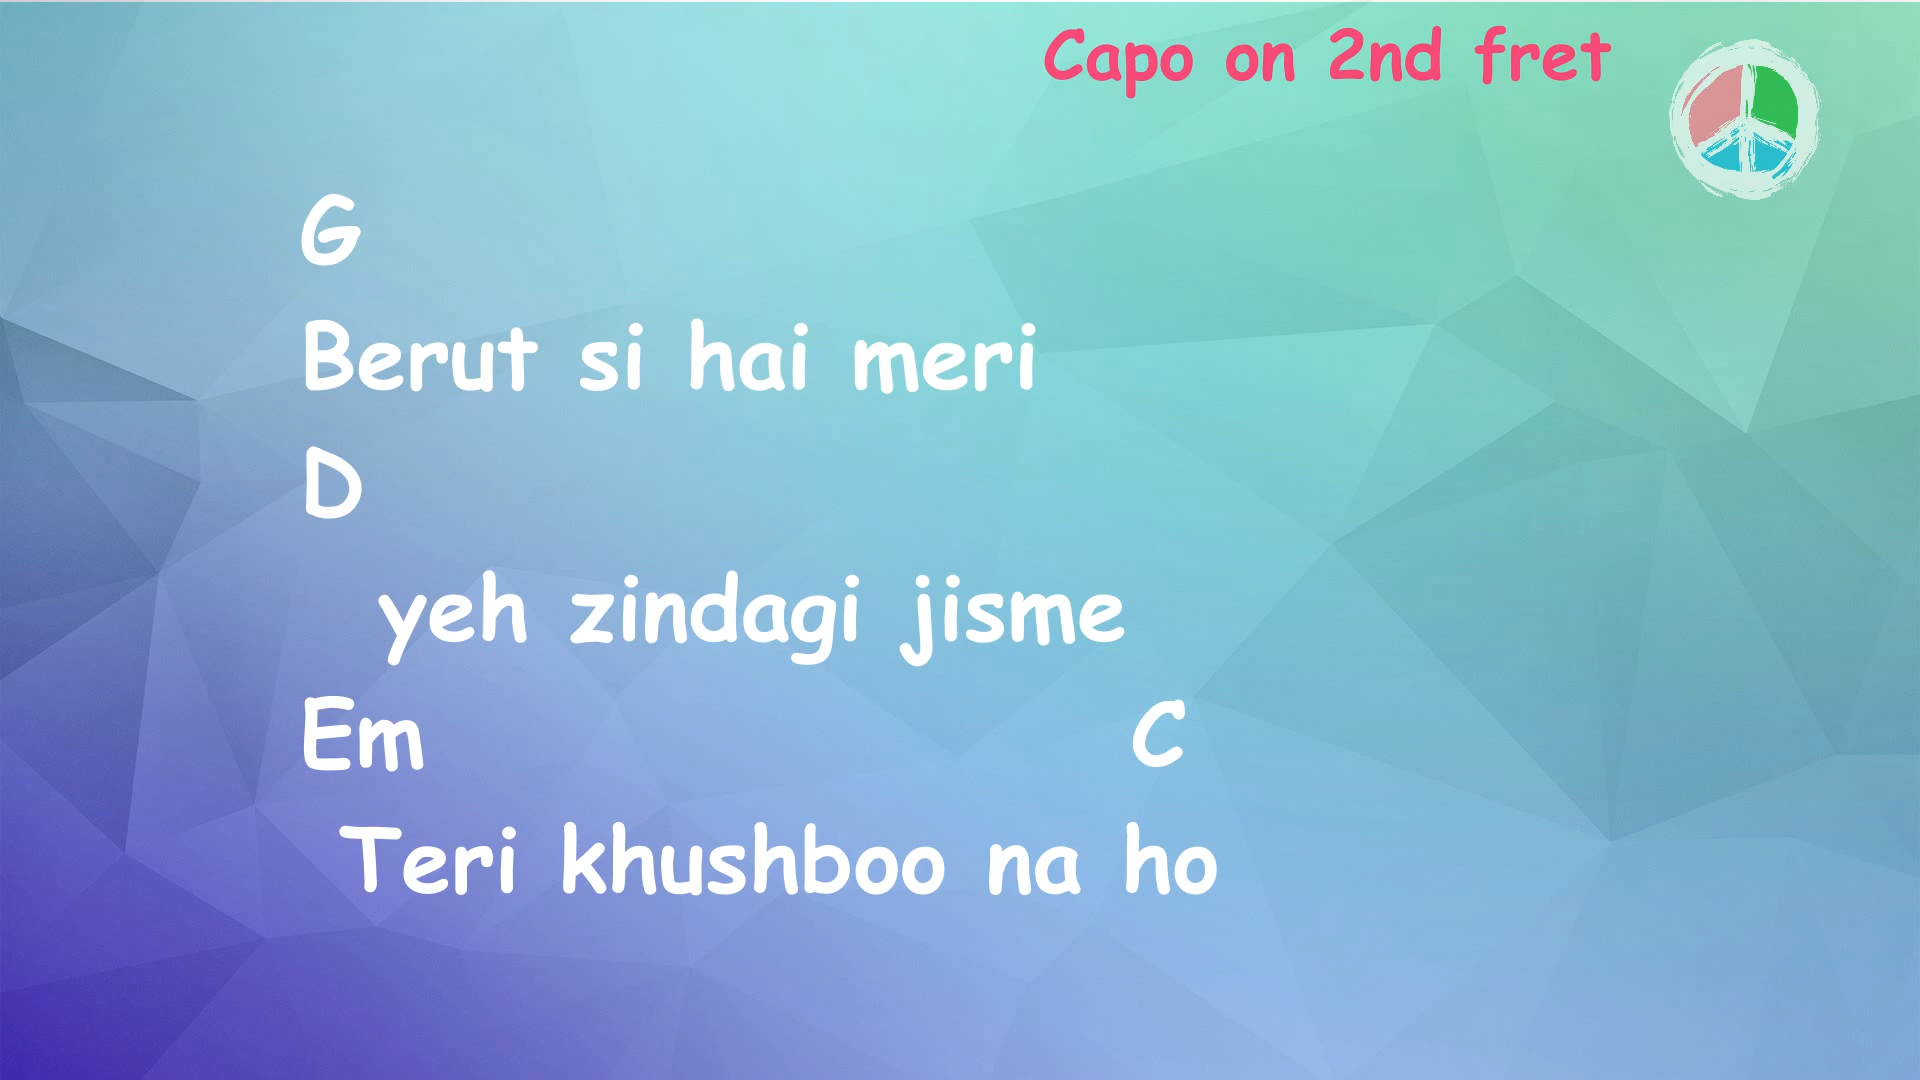 Capo on 2nd fret
G
Berut si hai meri
D
yeh zindagi jisme
Em C
Teri khushboo na ho